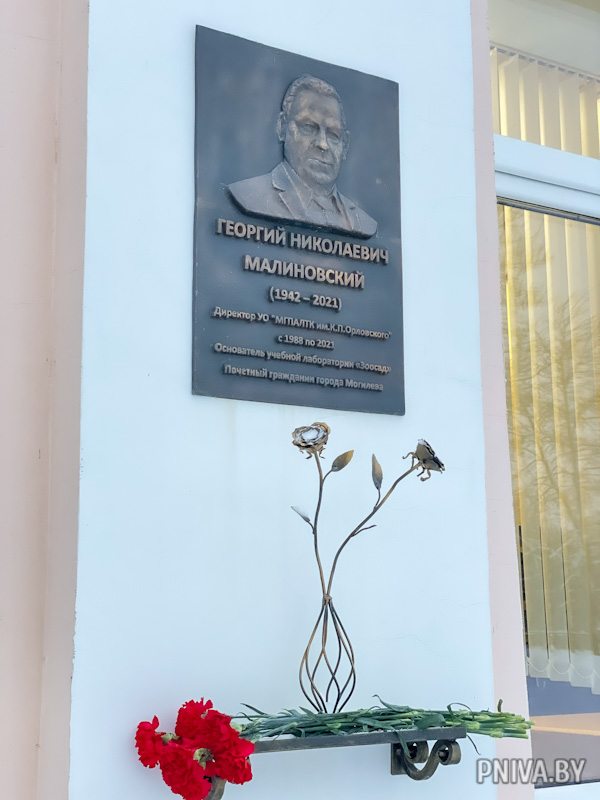 ГЕОРГИЙ НИКОЛАЕВИЧ
МАЛИНОВСКИЙ
(1942 – 2021)
Директор УО "МГПАЛТК им.К.П.Орловского"
с 1988 по 2021
Основатель учебной лаборатории «Зоосад»
Почетный гражданин города Могилева
PNIVA.BY